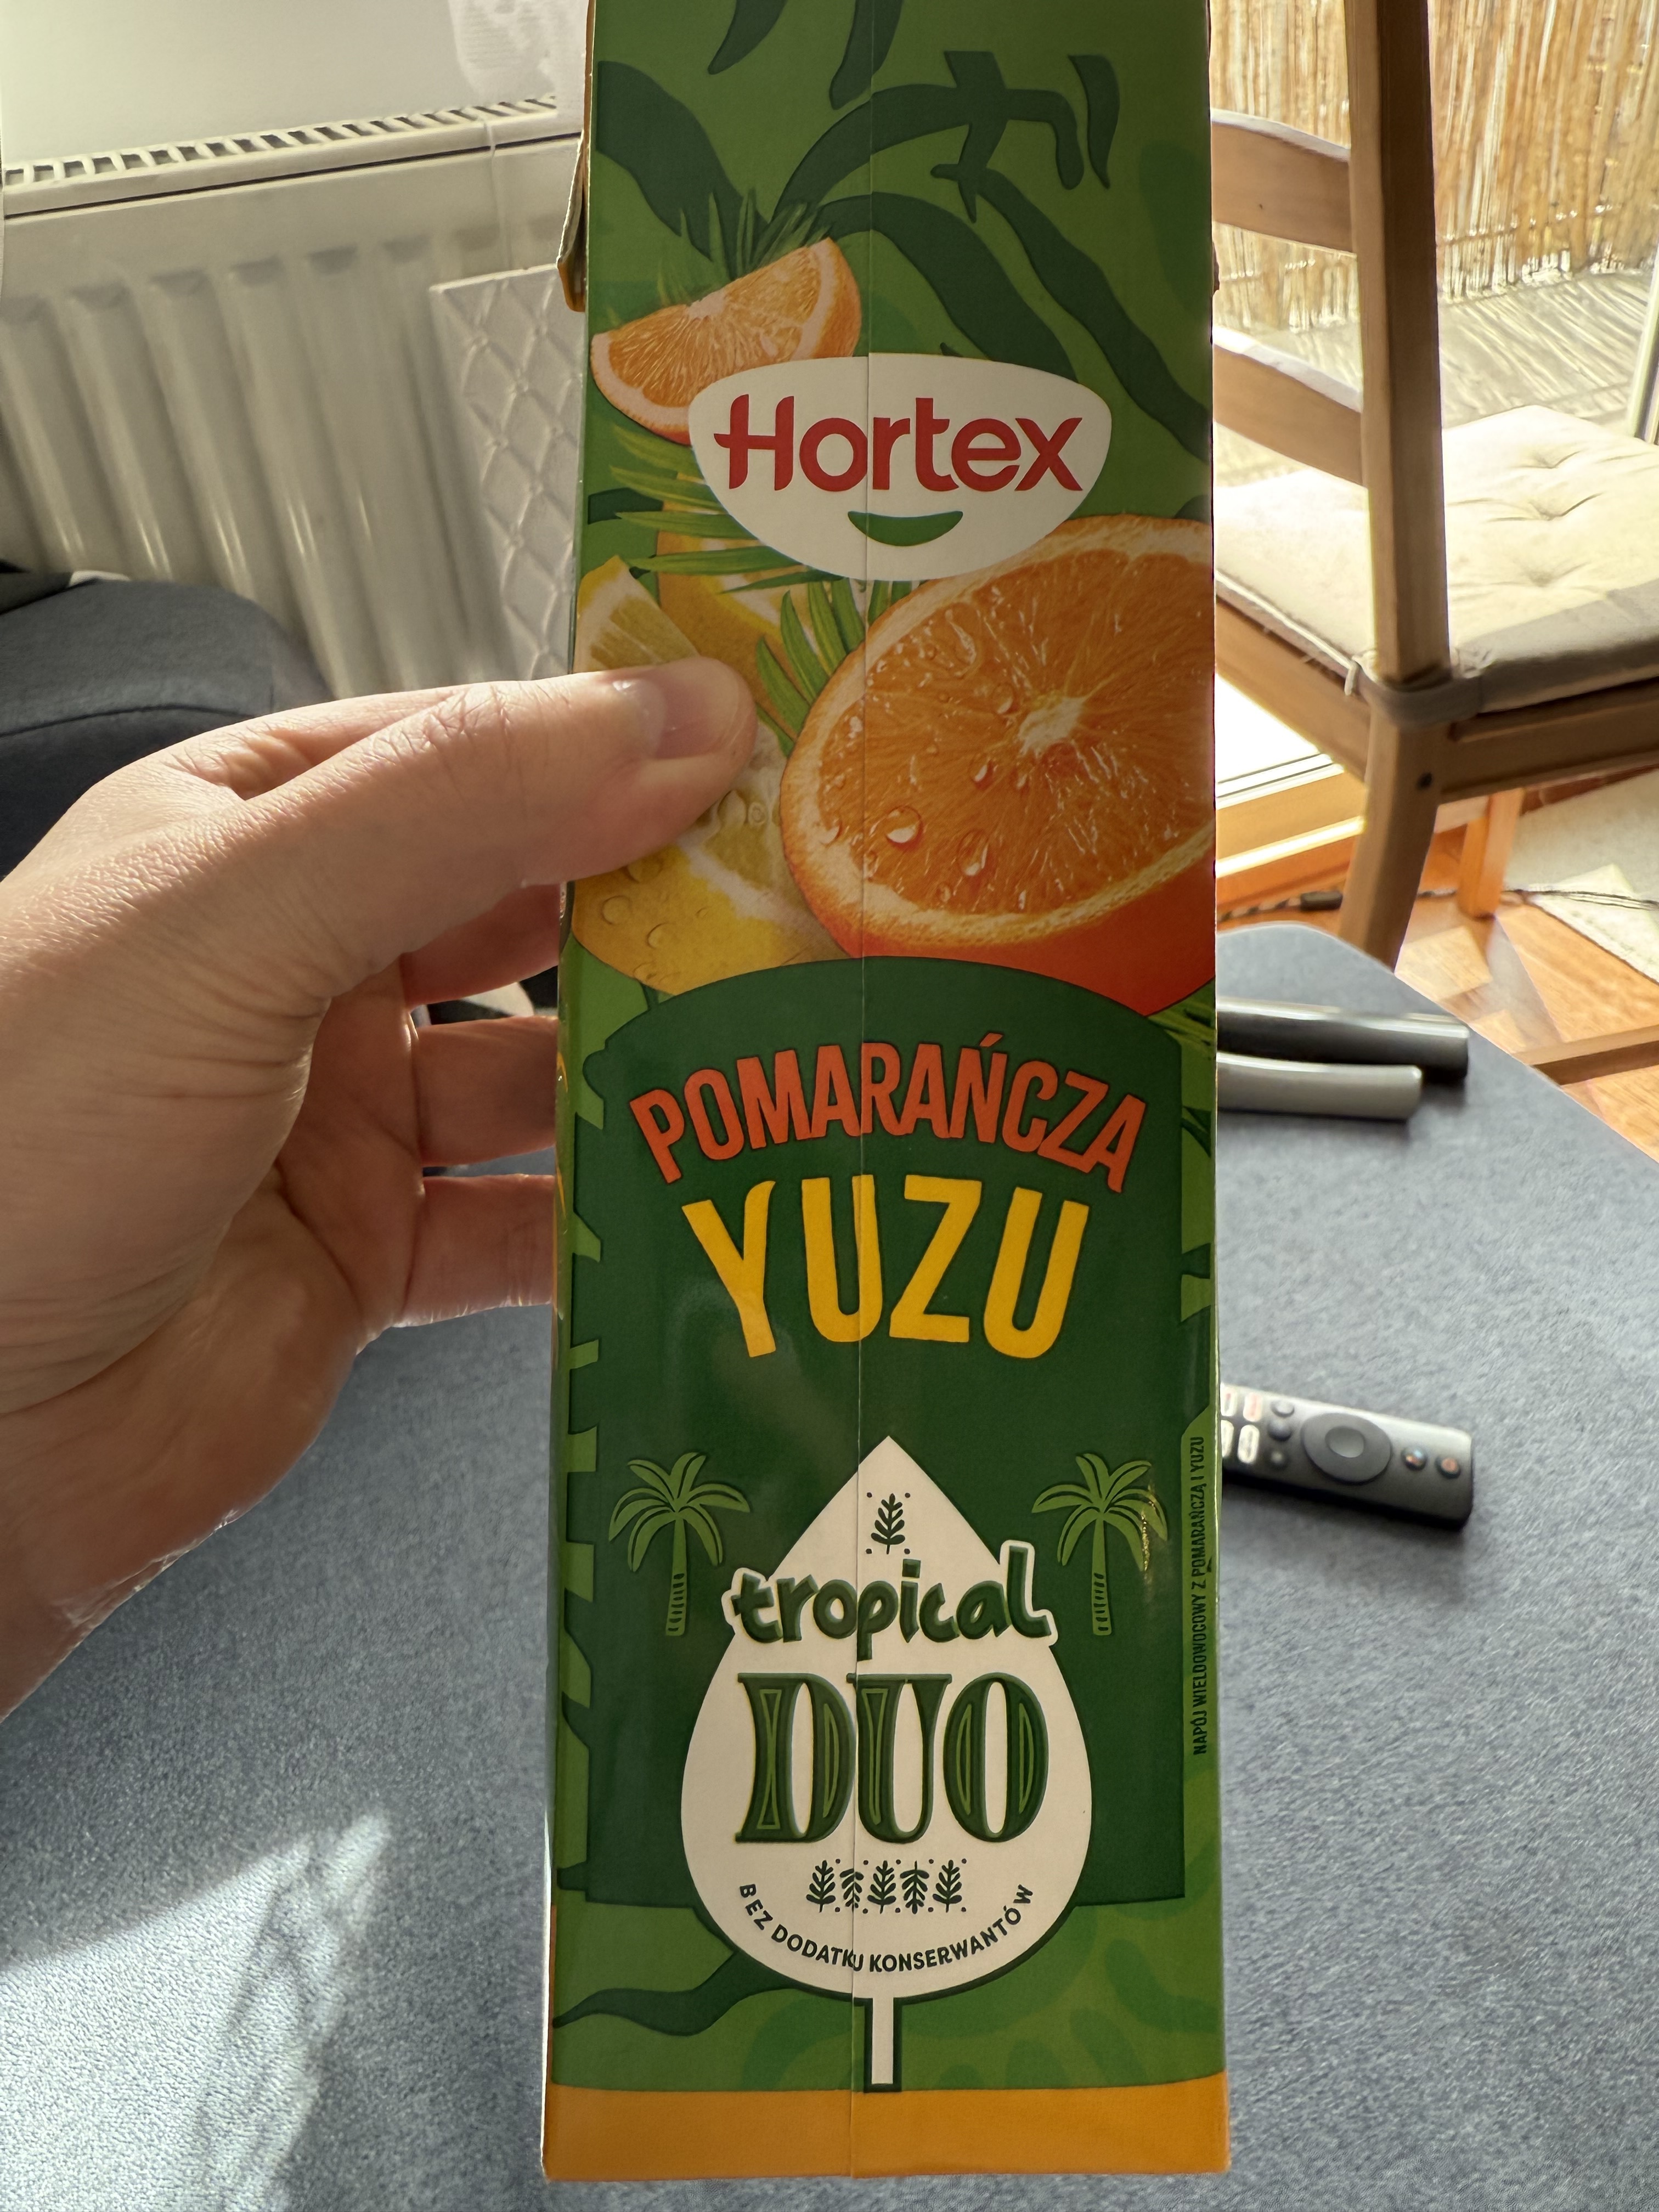 Hortex
POMARAŃCZA
YUZU
tropical
DUO
BEZ DODATKU KONSERWANTÓW
NAPÓJ WIELOOWOCOWY Z POMARAŃCZĄ I YUZU